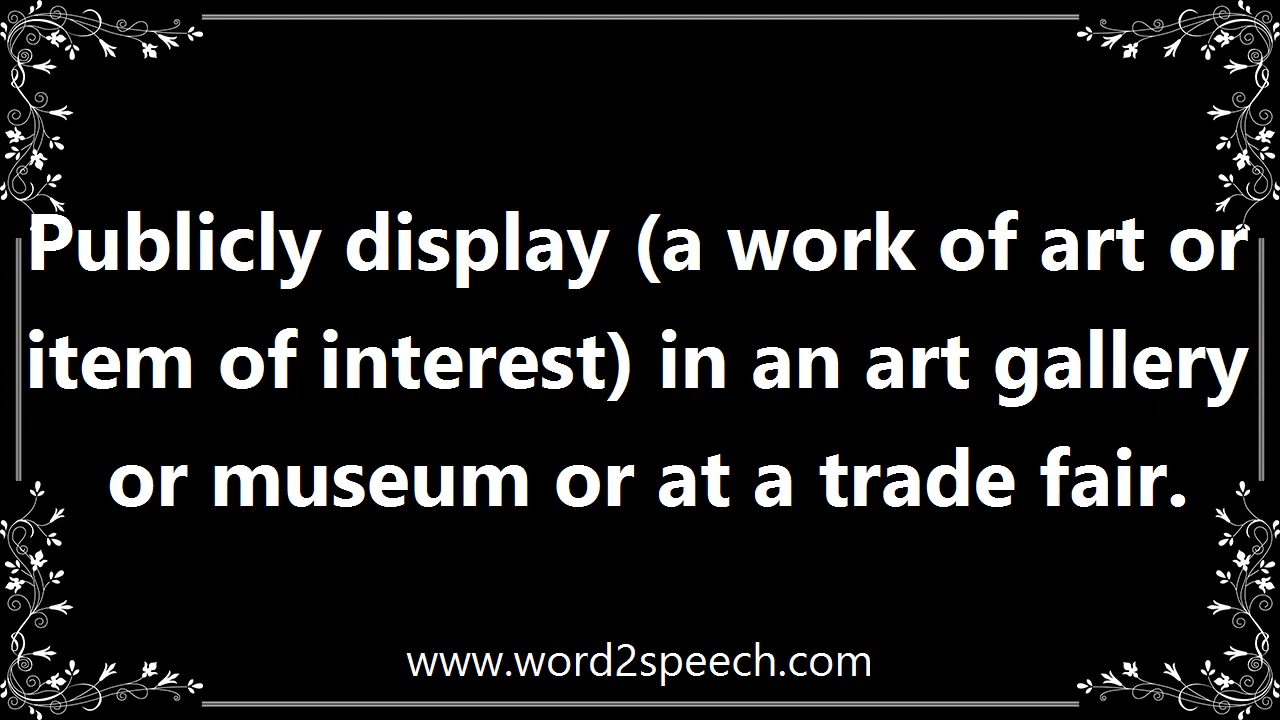 Publicly display (a work of art or
item of interest) in an art gallery
or museum or at a trade fair.
www.word2speech.com